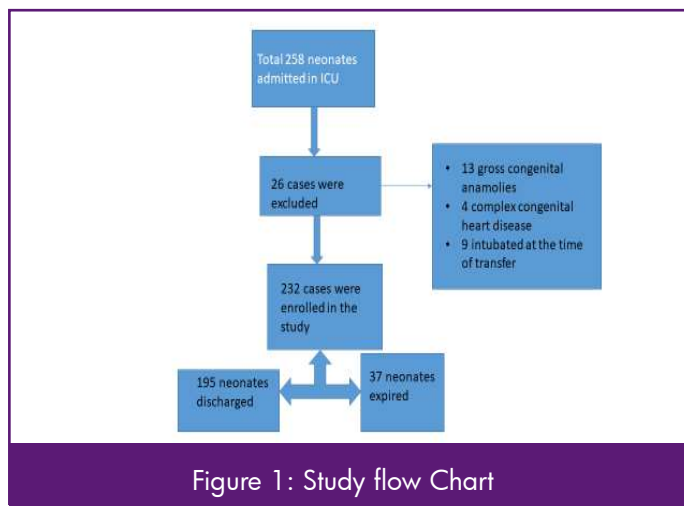 Total 258 neonates
admitted in ICU
26 cases were
excluded
• 13 gross congenital
anamolies
• 4 complex congenital
heart disease
• 9 intubated at the time
of transfer
232 cases were
enrolled in the
study
195 neonates
discharged
37 neonates
expired
Figure 1: Study flow Chart